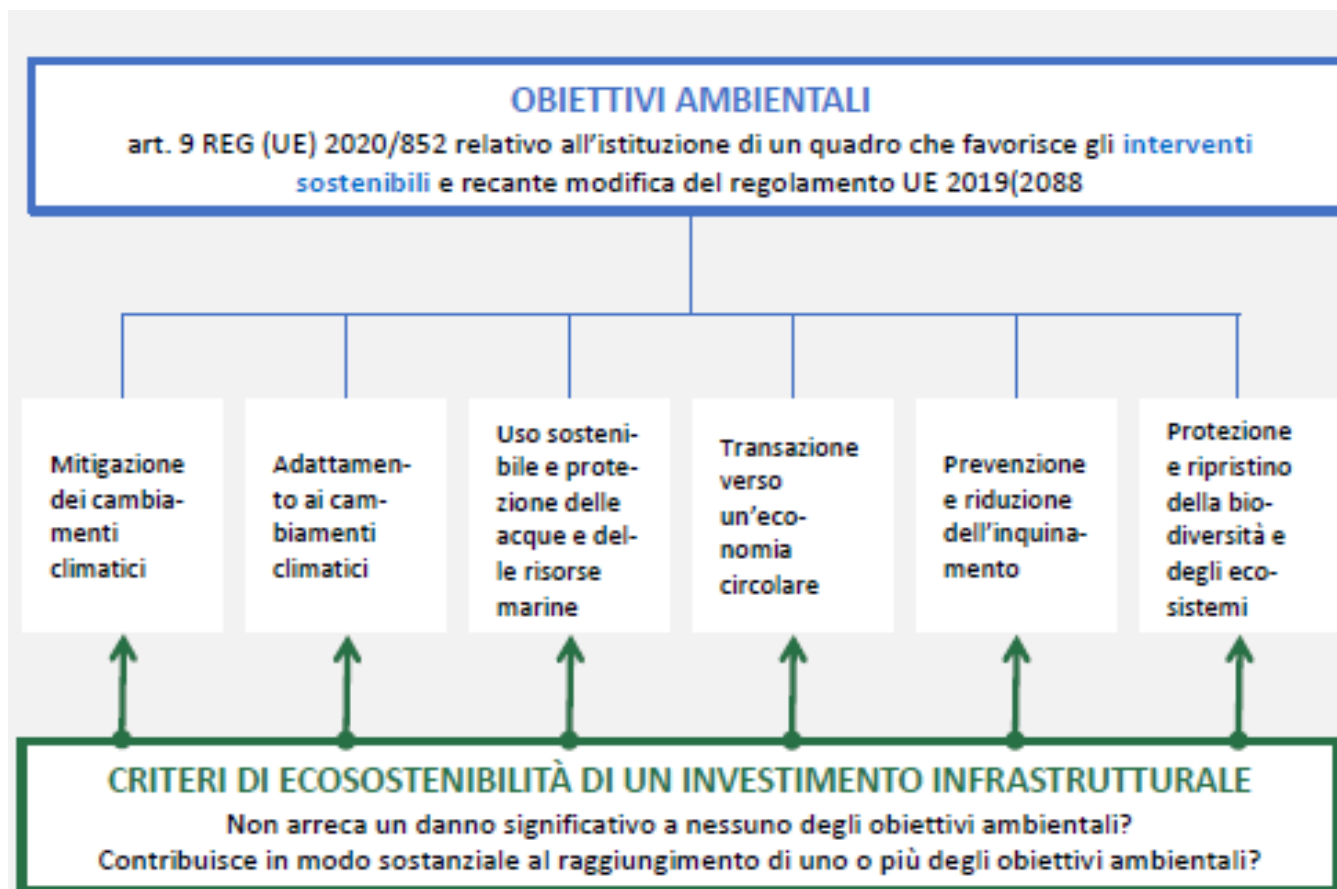 OBIETTIVI AMBIENTALI
art. 9 REG (UE) 2020/852 relativo all'istituzione di un quadro che favorisce gli interventi
sostenibili e recante modifica del regolamento UE 2019(2088
Mitigazione
dei cambia-
menti
climatici
Adattamen-
to ai cam-
biamenti
climatici
Uso sosteni-
bile e prote-
zione delle
acque e del-
le risorse
marine
Transazione
verso
un'eco-
nomia
circolare
Prevenzione
e riduzione
dell'inquina-
mento
Protezione
e ripristino
della bio-
diversità e
degli eco-
sistemi
CRITERI DI ECOSOSTENIBILITÀ DI UN INVESTIMENTO INFRASTRUTTURALE
Non arreca un danno significativo a nessuno degli obiettivi ambientali?
Contribuisce in modo sostanziale al raggiungimento di uno o più degli obiettivi ambientali?